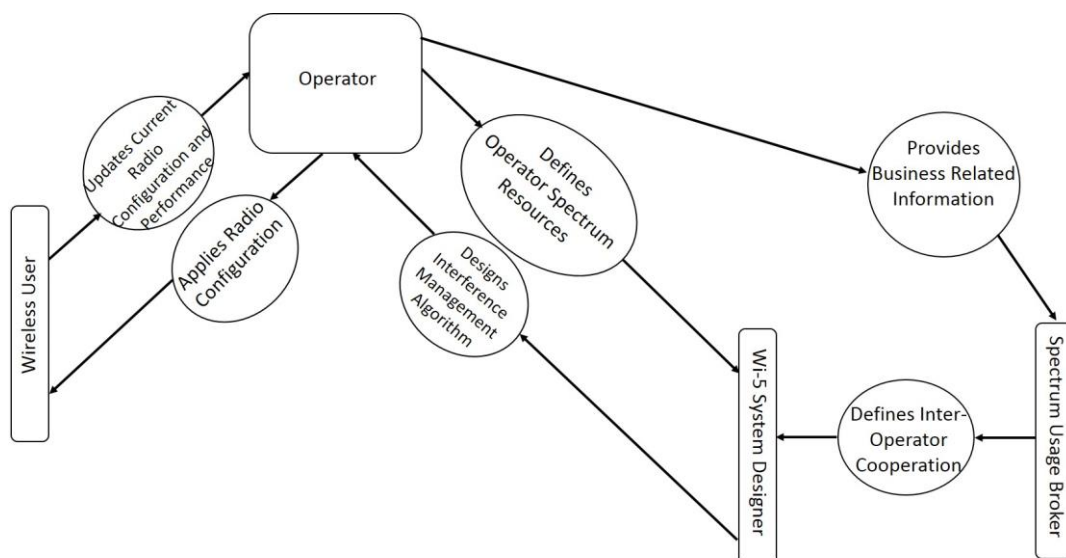 Operator
Updates Current
Radio
Configuration and
Performance
Applies Radio
Configuration
Defines
Operator Spectrum
Resources
Designs
Interference
Management
Algorithm
Provides
Business Related
Information
Wireless User
Wi-5 System Designer
Defines Inter-
Operator
Cooperation
Spectrum Usage Broker